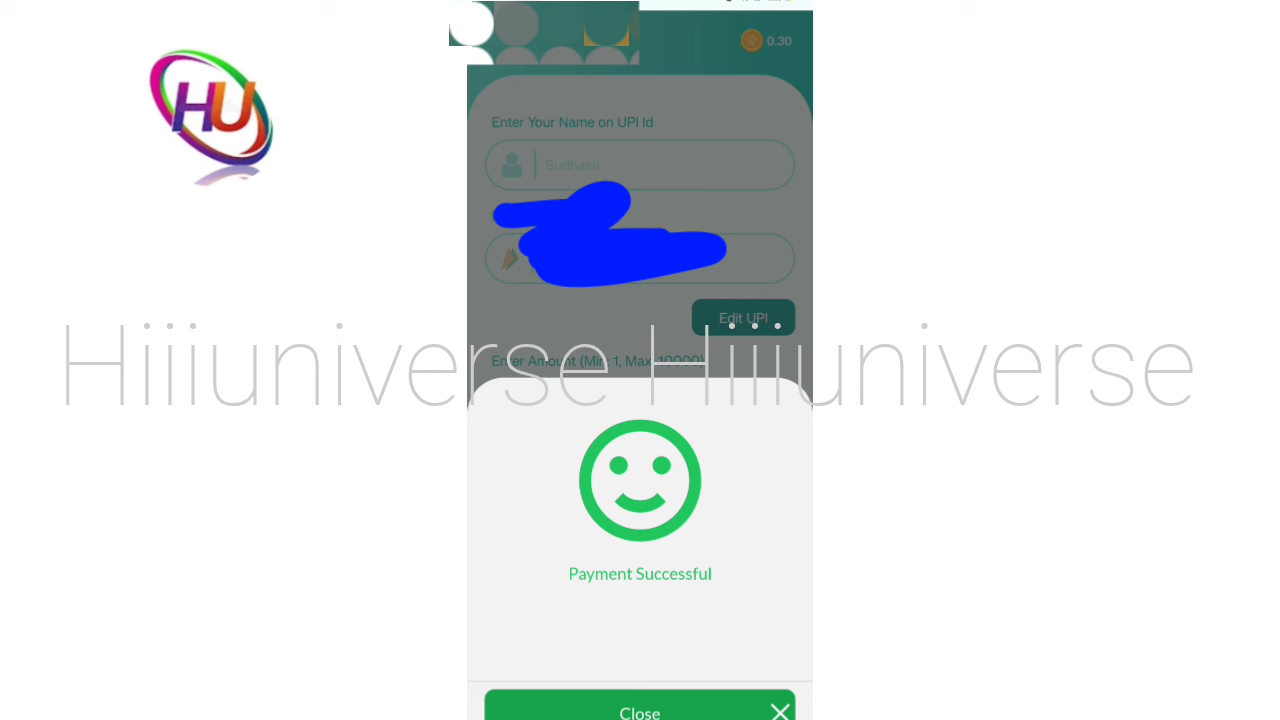 HU
0.30
Enter Your Name on UPI Id
Sudhasri
Edit UPI
Enter Amount (Min: 1, Max: 10000)
Hiiiuniverse Hiiiuniverse
Payment Successful
Close